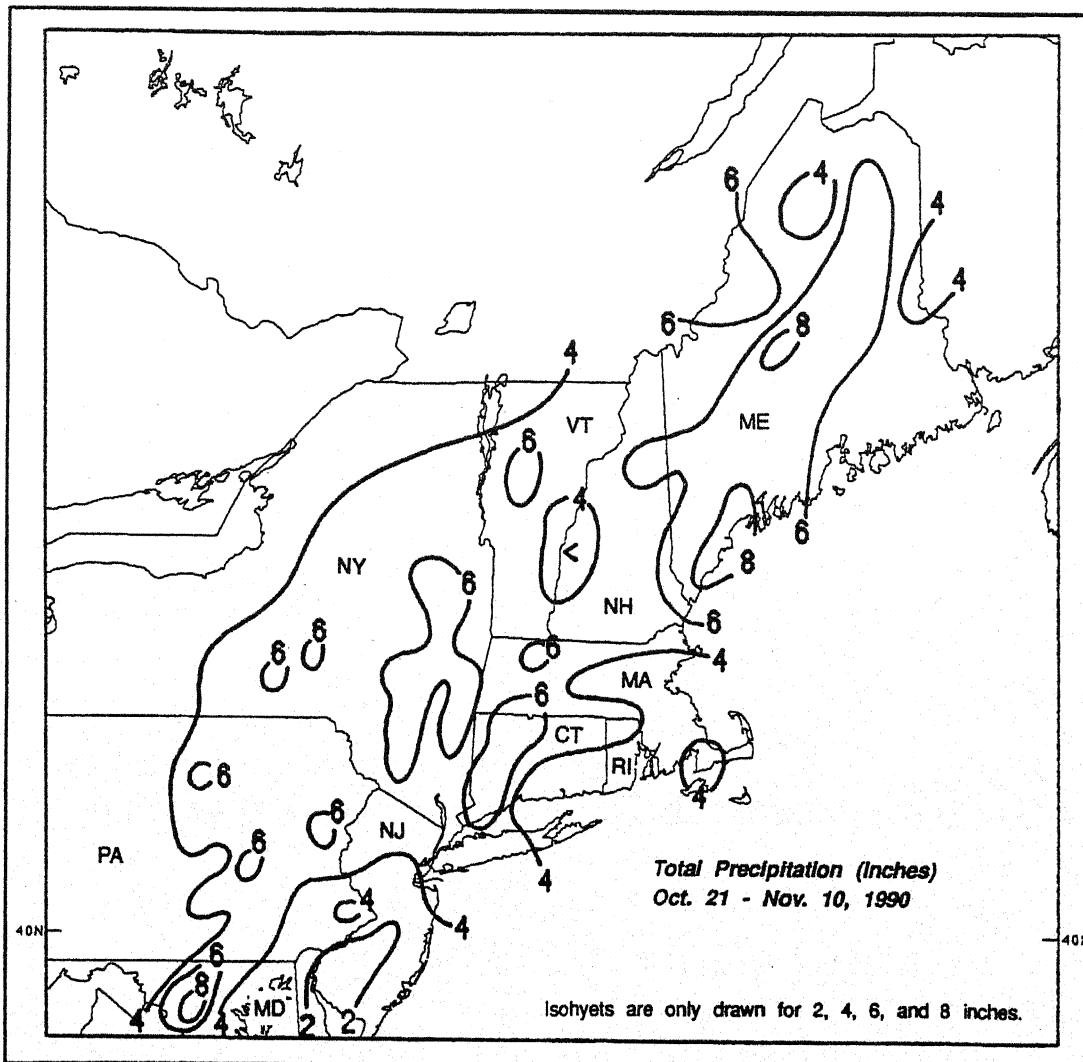 6
4
4
4
6
8
4
VT
ME
6
4
<
6
NY
6
8
NH
6
6
6
6
4
MA
6
CT
RI
6
4
6
NJ
6
PA
4
Total Precipitation (inches)
Oct. 21 - Nov. 10, 1990
4
4
40N
40N
6
8
MD
4
4
2
2
Isohyets are only drawn for 2, 4, 6, and 8 inches.